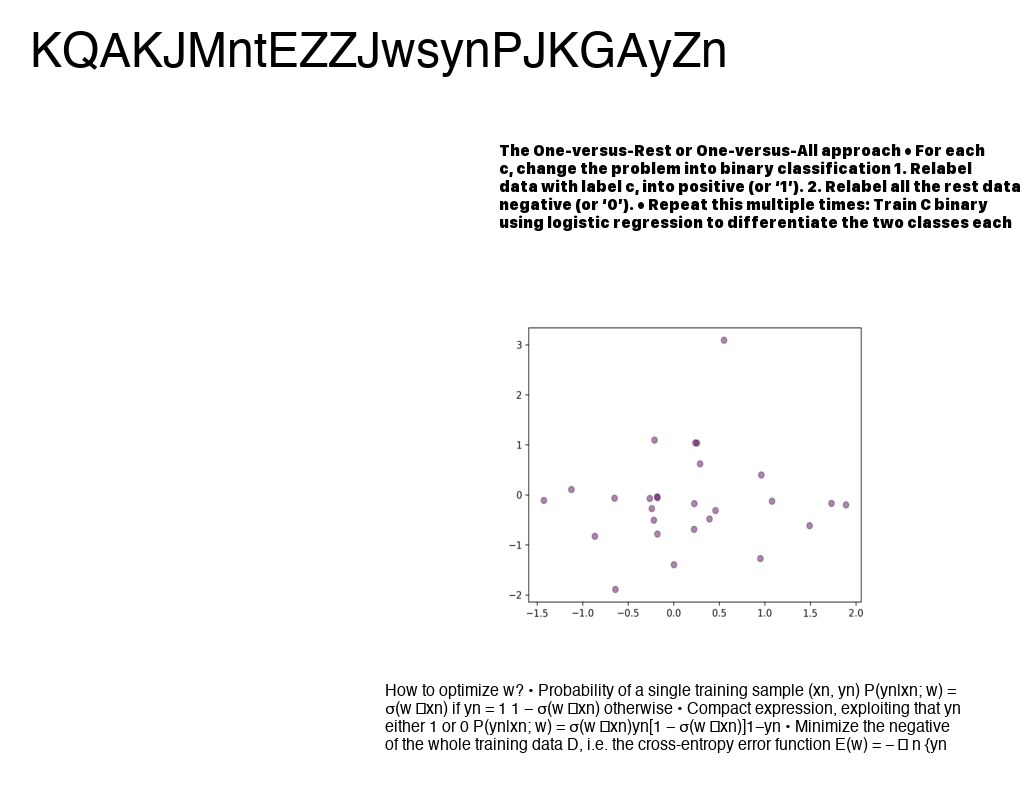 KQAKJMntEZZJwsynPJKGAyZn
The One-versus-Rest or One-versus-All approach • For each
c, change the problem into binary classification 1. Relabel
data with label c, into positive (or ‘1’). 2. Relabel all the rest data
negative (or ‘0’). • Repeat this multiple times: Train C binary
using logistic regression to differentiate the two classes each
3
2
1
0
−1
−2
−1.5 −1.0 −0.5 0.0 0.5 1.0 1.5 2.0
How to optimize w? • Probability of a single training sample (xn, yn) P(yn|xn; w) =
σ(w □xn) if yn = 1 1 – σ(w □xn) otherwise • Compact expression, exploiting that yn
either 1 or 0 P(yn|xn; w) = σ(w □xn)yn[1 – σ(w □xn)]1–yn • Minimize the negative
of the whole training data D, i.e. the cross-entropy error function E(w) = – □ n {yn